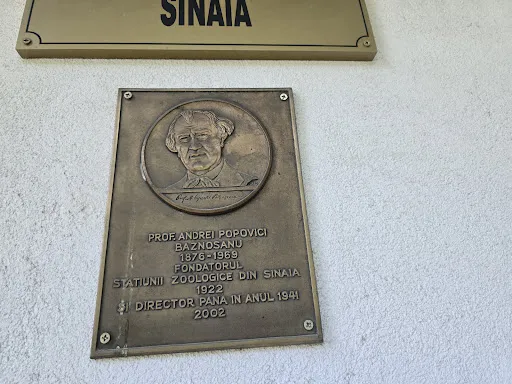 SINAIA
PROF. ANDREI POPOVICI
BAZNOSANU
1876-1969
FONDATORUL
STATIUNII ZOOLOGICE DIN SINAIA
1922
ȘI DIRECTOR PANA IN ANUL 1941
2002